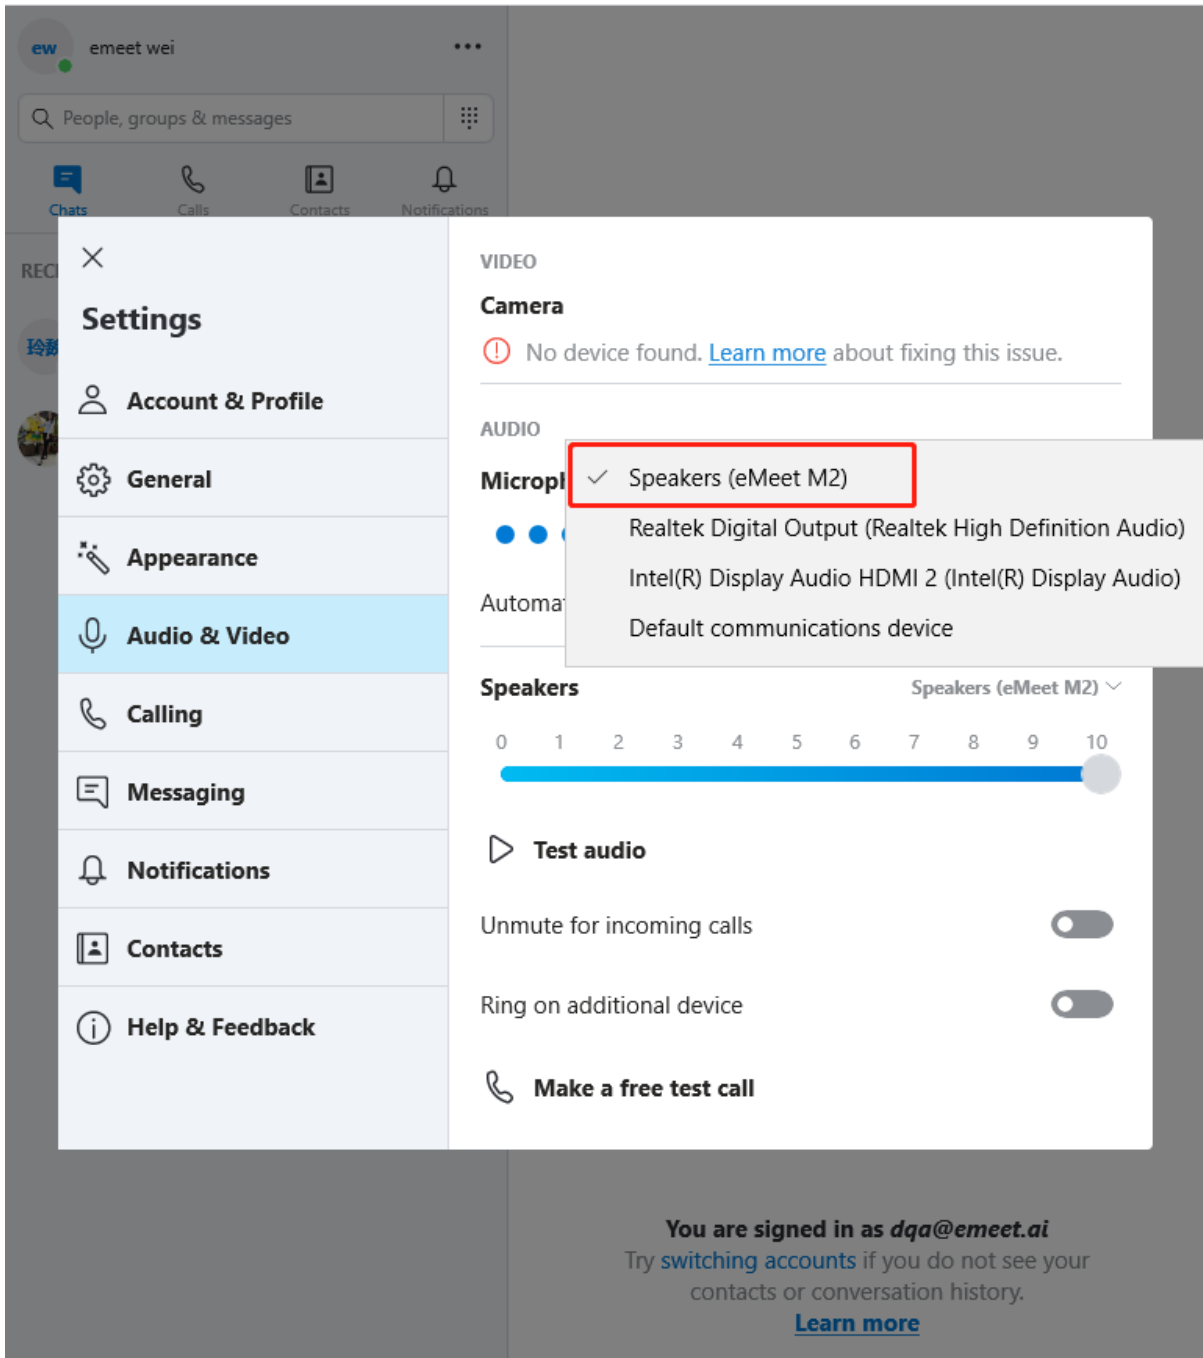 ew emeet wei
People, groups & messages
Chats Calls Contacts Notifications
REC
Settings
Account & Profile
General
Appearance
Audio & Video
Calling
Messaging
Notifications
Contacts
Help & Feedback
VIDEO
Camera
No device found. Learn more about fixing this issue.
AUDIO
Microp
Speakers (eMeet M2)
Realtek Digital Output (Realtek High Definition Audio)
Intel(R) Display Audio HDMI 2 (Intel(R) Display Audio)
Default communications device
Automa
Speakers Speakers (eMeet M2)
0 1 2 3 4 5 6 7 8 9 10
Test audio
Unmute for incoming calls
Ring on additional device
Make a free test call
You are signed in as dqa@emeet.ai
Try switching accounts if you do not see your
contacts or conversation history.
Learn more